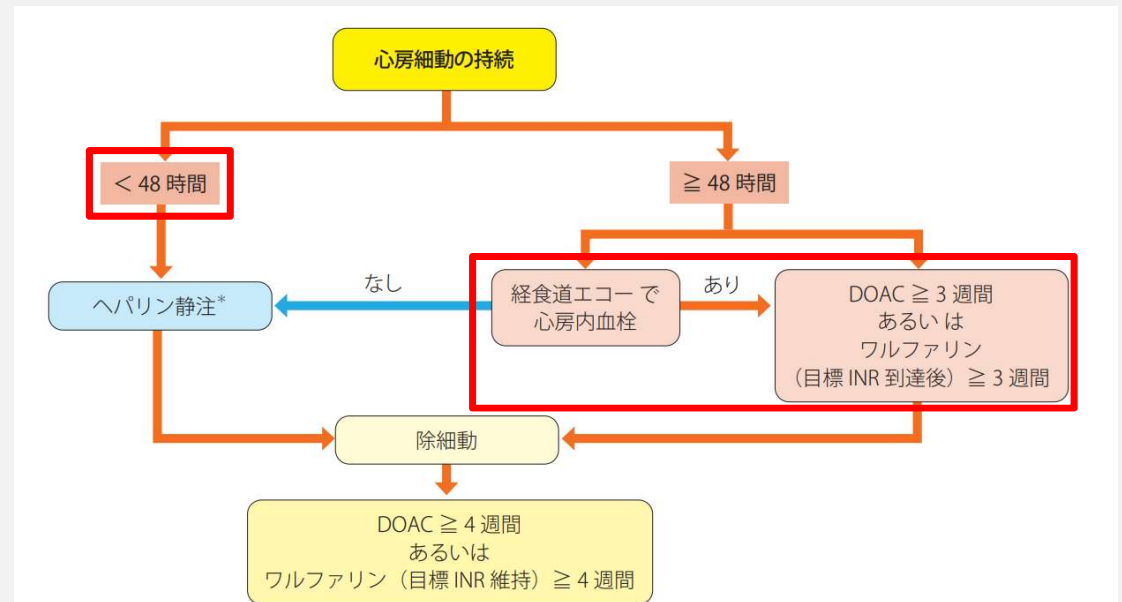 心房細動の持続
< 48 時間
≧ 48 時間
ヘパリン静注*
なし
経食道エコー で
心房内血栓
あり
DOAC ≧ 3 週間
あるい は
ワルファリン
（目標 INR 到達後）≧ 3 週間
除細動
DOAC ≧ 4 週間
あるいは
ワルファリン（目標 INR 維持）≧ 4 週間